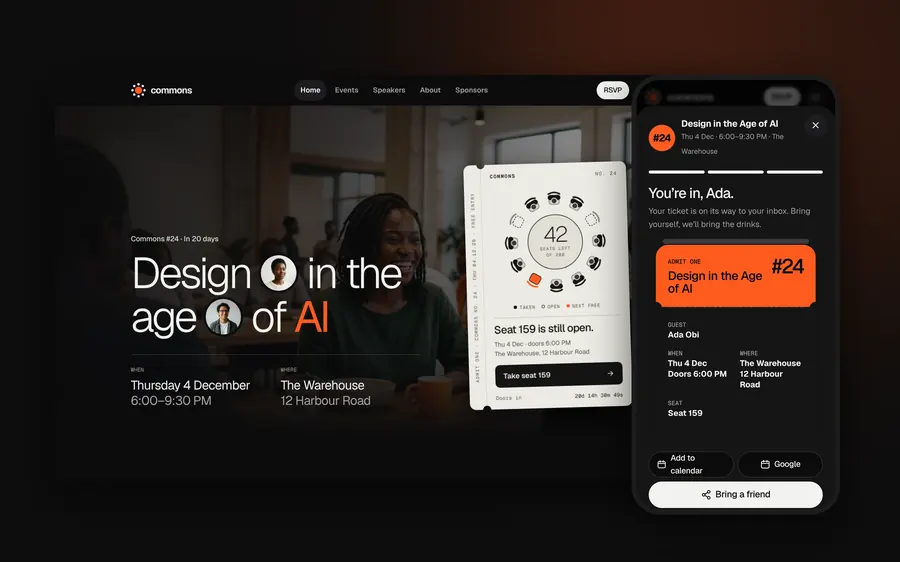 commons
Home Events Speakers About Sponsors
RSVP
Commons #24 · In 20 days
Design in the
age of AI
WHEN
Thursday 4 December
6:00–9:30 PM
WHERE
The Warehouse
12 Harbour Road
COMMONS
NO. 24
42
SEATS LEFT
OF 200
TAKEN OPEN NEXT FREE
Seat 159 is still open.
Thu 4 Dec · doors 6:00 PM
The Warehouse, 12 Harbour Road
Take seat 159
Doors in
20d 14h 30m 49s
#24
Design in the Age of AI
Thu 4 Dec · 6:00–9:30 PM · The
Warehouse
You're in, Ada.
Your ticket is on its way to your inbox. Bring
yourself, we'll bring the drinks.
ADMIT ONE
#24
Design in the Age
of AI
GUEST
Ada Obi
WHEN
Thu 4 Dec
Doors 6:00 PM
WHERE
The Warehouse
12 Harbour
Road
SEAT
Seat 159
Add to
calendar
Google
Bring a friend